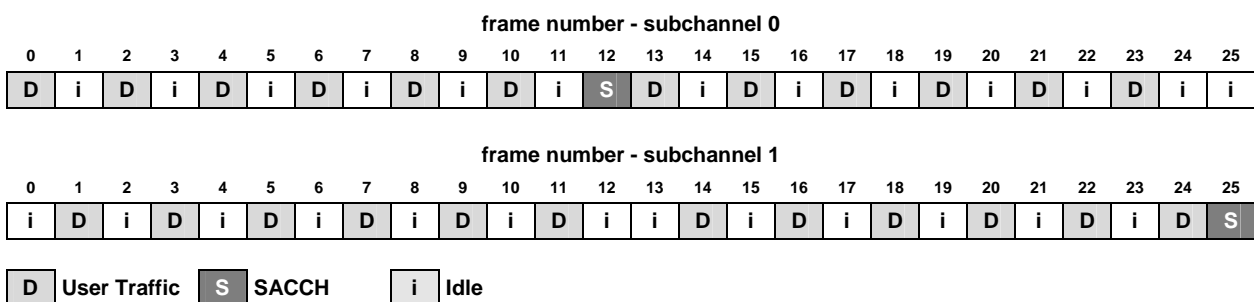 frame number - subchannel 0
0 1 2 3 4 5 6 7 8 9 10 11 12 13 14 15 16 17 18 19 20 21 22 23 24 25
D i D i D i D i D i D i S D i D i D i D i D i D i i
frame number - subchannel 1
0 1 2 3 4 5 6 7 8 9 10 11 12 13 14 15 16 17 18 19 20 21 22 23 24 25
i D i D i D i D i D i D i i D i D i D i D i D i D S
D User Traffic S SACCH i Idle